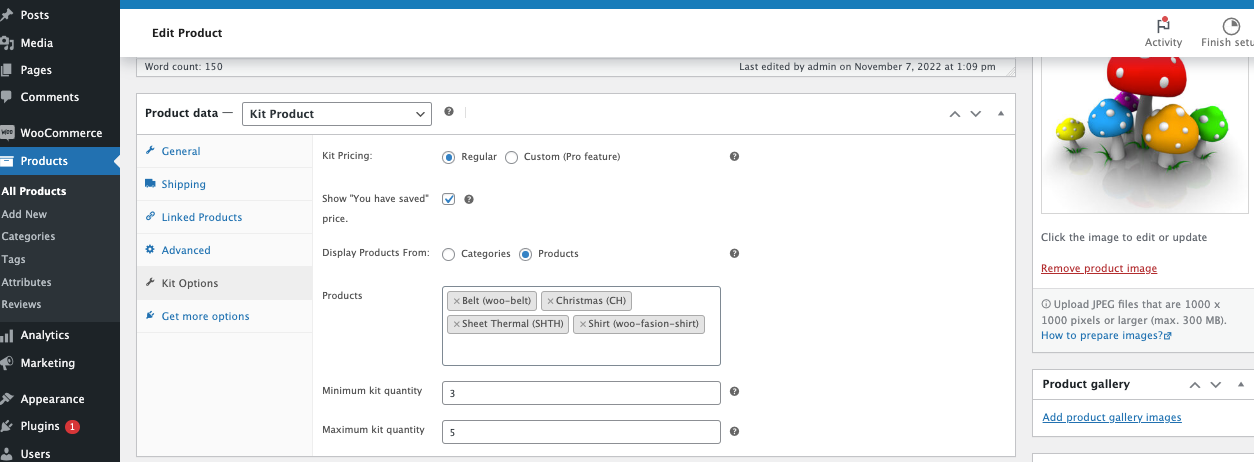 Posts
Media
Pages
Comments
WooCommerce
Products
All Products
Add New
Categories
Tags
Attributes
Reviews
Analytics
Marketing
Appearance
Plugins 1
Users
Edit Product
Activity
Finish setu
Word count: 150
Last edited by admin on November 7, 2022 at 1:09 pm
Product data — Kit Product
General
Shipping
Linked Products
Advanced
Kit Options
Get more options
Kit Pricing: Regular Custom (Pro feature)
Show "You have saved"
price.
Display Products From: Categories Products
Products
× Belt (woo-belt) × Christmas (CH)
× Sheet Thermal (SHTH) × Shirt (woo-fasion-shirt)
Minimum kit quantity 3
Maximum kit quantity 5
Click the image to edit or update
Remove product image
Upload JPEG files that are 1000 x
1000 pixels or larger (max. 300 MB).
How to prepare images?
Product gallery
Add product gallery images